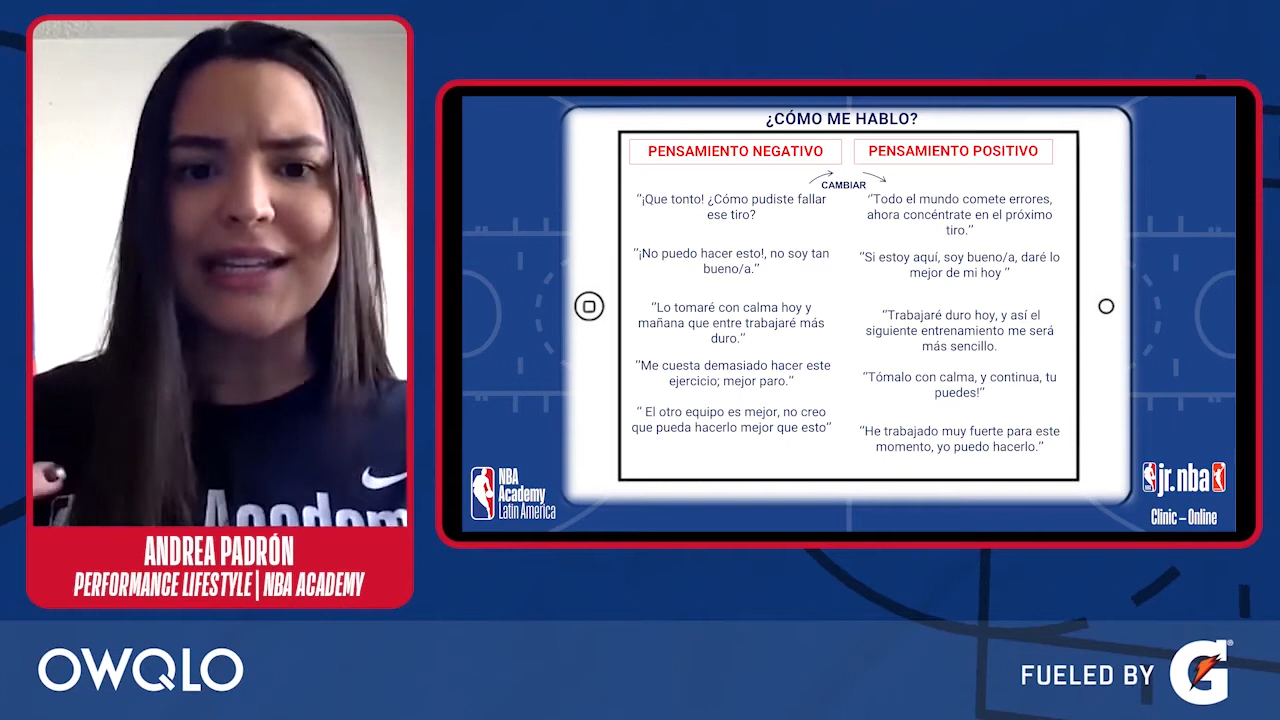 Academ
ANDREA PADRÓN
PERFORMANCE LIFESTYLE | NBA ACADEMY
¿CÓMO ME HABLO?
PENSAMIENTO NEGATIVO
PENSAMIENTO POSITIVO
CAMBIAR
“¡Que tonto! ¿Cómo pudiste fallar
ese tiro?
“¡No puedo hacer esto!, no soy tan
bueno/a.”
“Lo tomaré con calma hoy y
mañana que entre trabajaré más
duro.”
“Me cuesta demasiado hacer este
ejercicio; mejor paro.”
“ El otro equipo es mejor, no creo
que pueda hacerlo mejor que esto”
“Todo el mundo comete errores,
ahora concéntrate en el próximo
tiro.”
“Si estoy aquí, soy bueno/a, daré lo
mejor de mi hoy ”
“Trabajaré duro hoy, y así el
siguiente entrenamiento me será
más sencillo.
“Tómalo con calma, y continua, tu
puedes!”
“He trabajado muy fuerte para este
momento, yo puedo hacerlo.”
NBA
Academy
Latin America
jr.nba
Clinic – Online
OWQLO
FUELED BY G